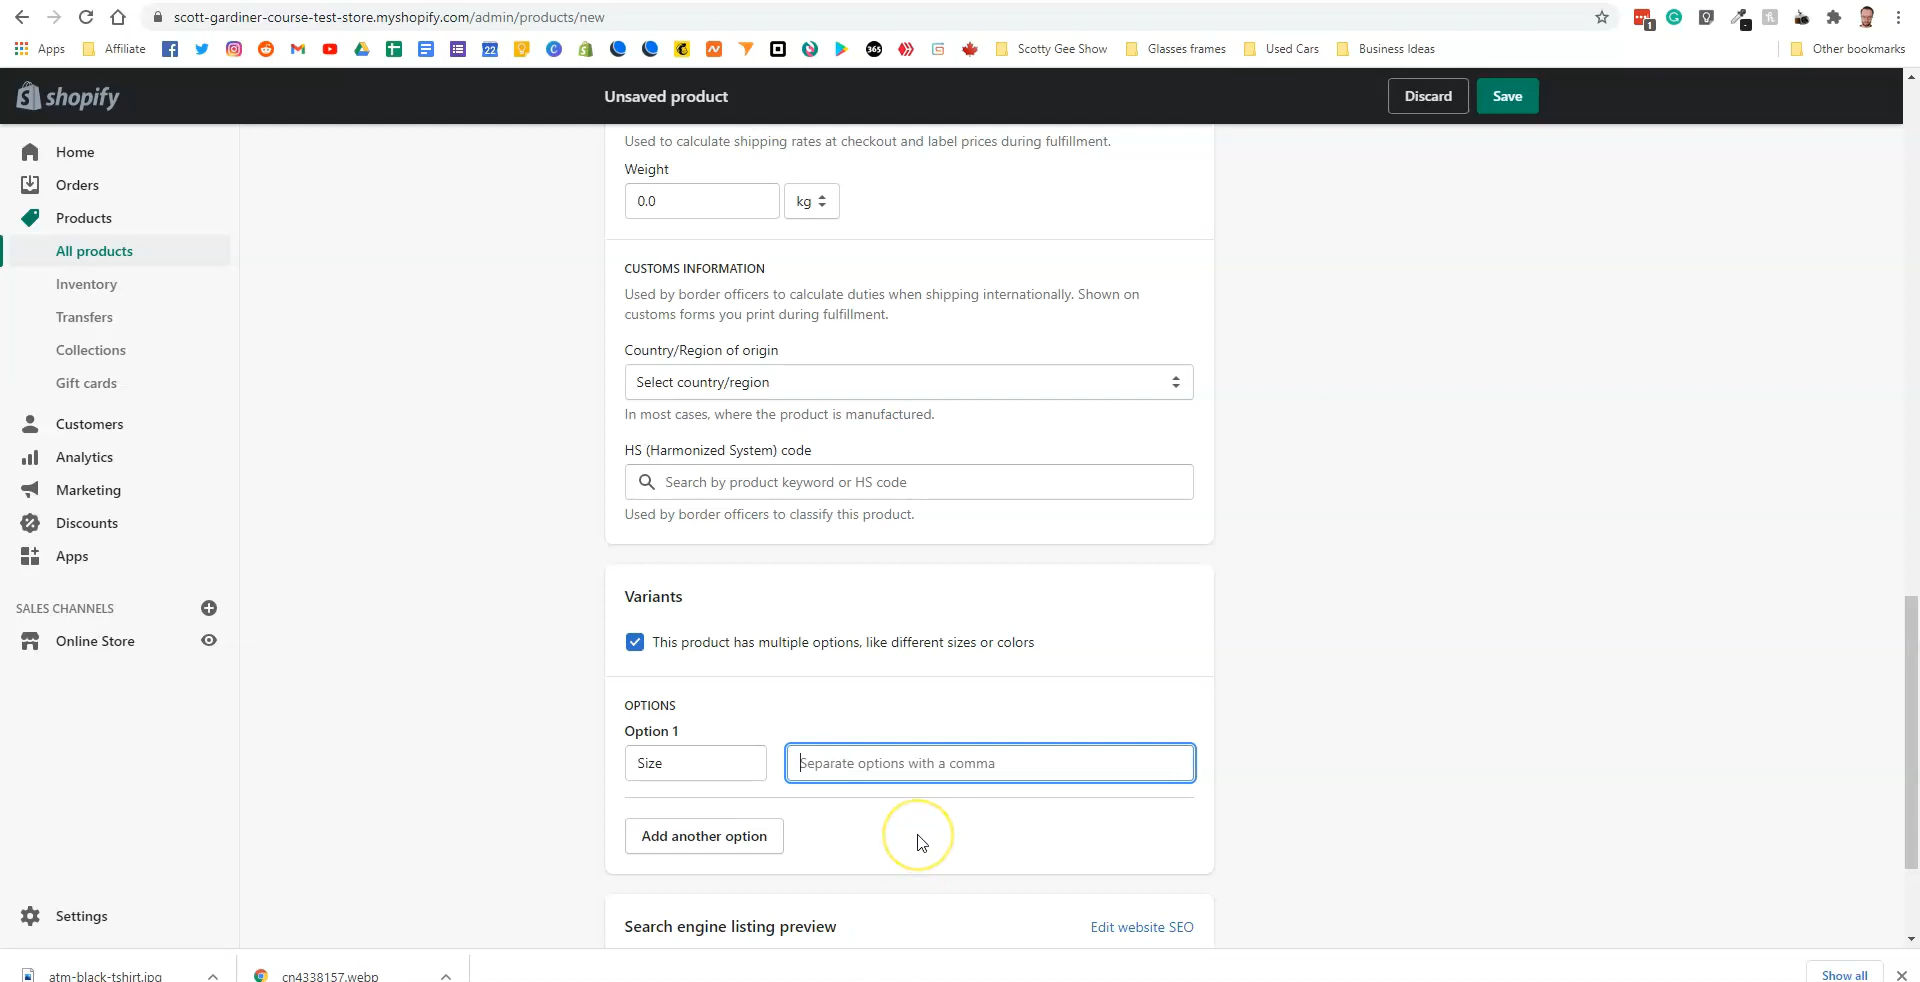 scott-gardiner-course-test-store.myshopify.com/admin/products/new
1
Apps
Affiliate
22
365
Scotty Gee Show
Glasses frames
Used Cars
Business Ideas
Other bookmarks
shopify
Unsaved product
Discard
Save
Home
Orders
Products
All products
Inventory
Transfers
Collections
Gift cards
Customers
Analytics
Marketing
Discounts
Apps
SALES CHANNELS
Online Store
Settings
Used to calculate shipping rates at checkout and label prices during fulfillment.
Weight
0.0
kg
CUSTOMS INFORMATION
Used by border officers to calculate duties when shipping internationally. Shown on
customs forms you print during fulfillment.
Country/Region of origin
Select country/region
In most cases, where the product is manufactured.
HS (Harmonized System) code
Search by product keyword or HS code
Used by border officers to classify this product.
Variants
This product has multiple options, like different sizes or colors
OPTIONS
Option 1
Size
Separate options with a comma
Add another option
Search engine listing preview
Edit website SEO
atm-black-tshirt.jpg
cn4338157.webp
Show all